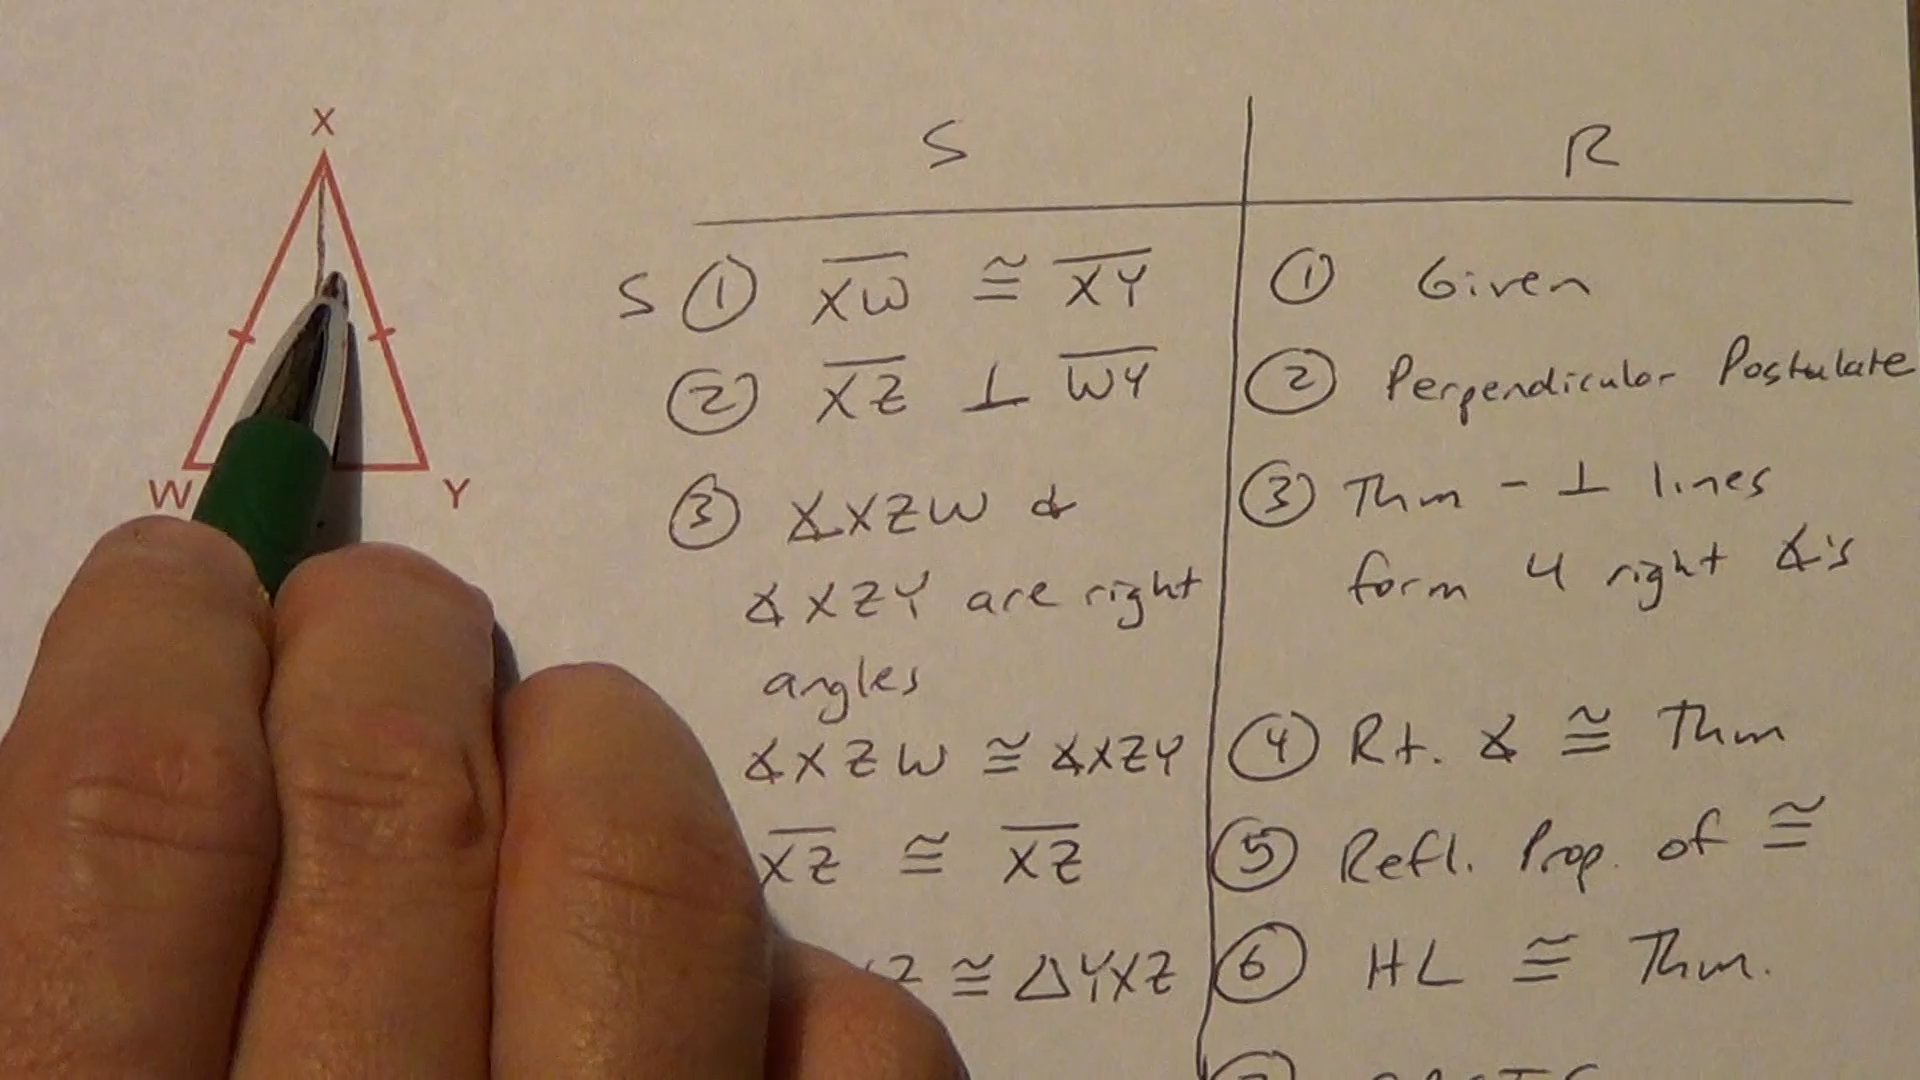 X
W
Y
S
R
S ① XW ≅ XY
① Given
② XZ ⊥ WY
② Perpendicular Postulate
③ ∡XZW &
∡XZY are right
angles
③ Thm - ⊥ lines
form 4 right ∡'s
∡XZW ≅ ∡XZY
④ Rt. ∡ ≅ Thm
XZ ≅ XZ
⑤ Refl. Prop. of ≅
Z ≅ △YXZ
⑥ HL ≅ Thm.